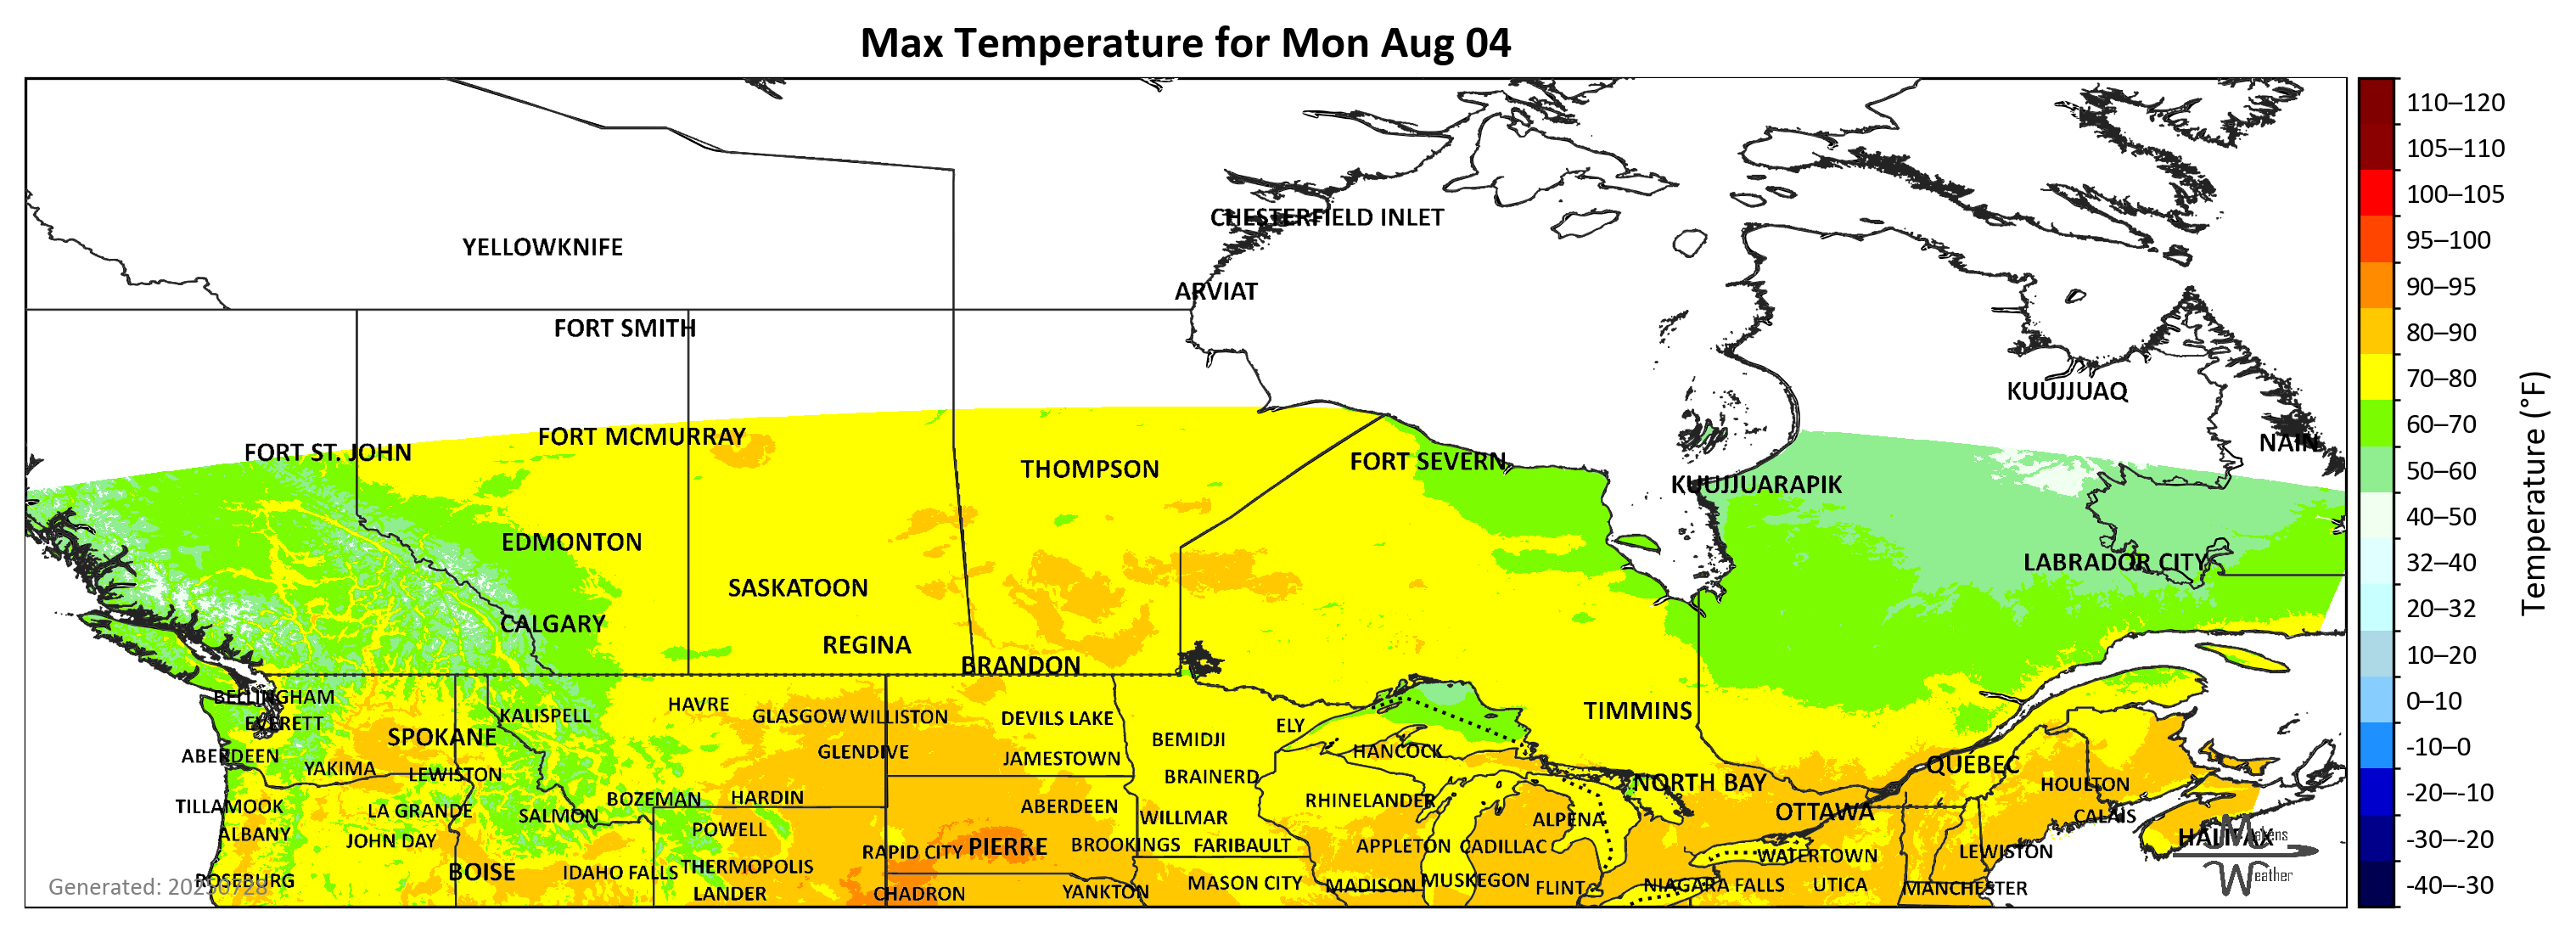 Max Temperature for Mon Aug 04
CHESTERFIELD INLET
YELLOWKNIFE
ARVIAT
FORT SMITH
KUUJJUAQ
FORT MCMURRAY
NAIN
FORT ST. JOHN
FORT SEVERN
THOMPSON
KUUJJUARAPIK
EDMONTON
LABRADOR CITY
SASKATOON
CALGARY
REGINA
BRANDON
BELLINGHAM
HAVRE
TIMMINS
KALISPELL
GLASGOW
WILLISTON
DEVILS LAKE
EVERETT
ELY
SPOKANE
BEMIDJI
GLENDIVE
HANCOCK
ABERDEEN
JAMESTOWN
QUÉBEC
YAKIMA
LEWISTON
BRAINERD
NORTH BAY
HOULTON
BOZEMAN
HARDIN
RHINELANDER
TILLAMOOK
LA GRANDE
ABERDEEN
OTTAWA
SALMON
WILLMAR
ALPENA
CALAIS
ALBANY
POWELL
JOHN DAY
HALIFAX
BROOKINGS
FARIBAULT
APPLETON
CADILLAC
PIERRE
RAPID CITY
LEWISTON
WATERTOWN
BOISE
IDAHO FALLS
THERMOPOLIS
ROSEBURG
MASON CITY
MADISON
MUSKEGON
FLINT
NIAGARA FALLS
UTICA
MANCHESTER
LANDER
CHADRON
YANKTON
Generated: 20250728
Makens
Weather
110–120
105–110
100–105
95–100
90–95
80–90
70–80
60–70
50–60
40–50
32–40
20–32
10–20
0–10
-10–0
-20–-10
-30–-20
-40–-30
Temperature (°F)